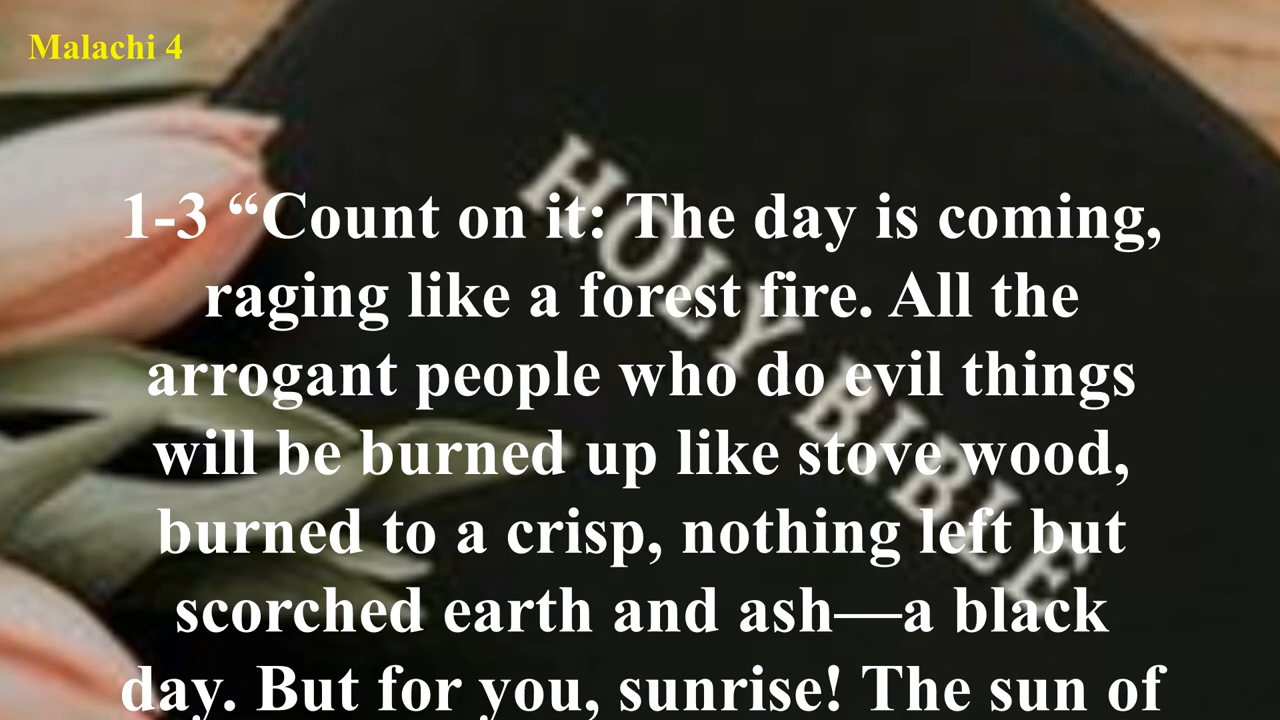 Malachi 4
HOLY BIBLE
1-3 “Count on it: The day is coming,
raging like a forest fire. All the
arrogant people who do evil things
will be burned up like stove wood,
burned to a crisp, nothing left but
scorched earth and ash—a black
day. But for you, sunrise! The sun of